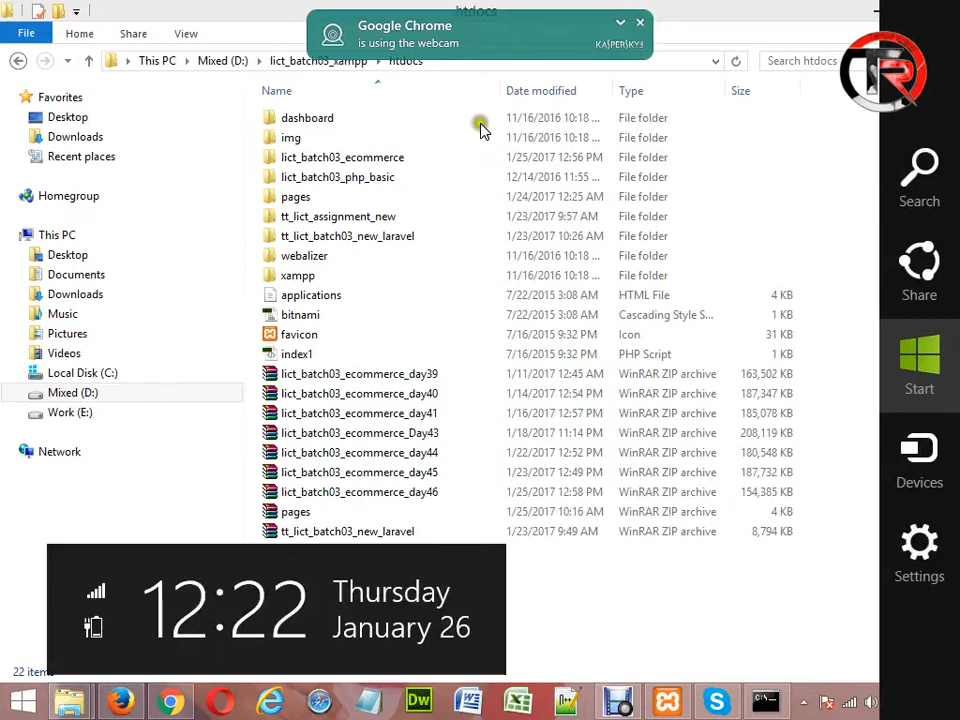 htdocs
File Home Share View
Google Chrome
is using the webcam
KASPERSKY
This PC Mixed (D:) lict_batch03_xampp htdocs
Search htdocs
Name Date modified Type Size
Favorites
Desktop
Downloads
Recent places
Homegroup
This PC
Desktop
Documents
Downloads
Music
Pictures
Videos
Local Disk (C:)
Mixed (D:)
Work (E:)
Network
dashboard 11/16/2016 10:18 ... File folder
img 11/16/2016 10:18 ... File folder
lict_batch03_ecommerce 1/25/2017 12:56 PM File folder
lict_batch03_php_basic 12/14/2016 11:55 ... File folder
pages 1/24/2017 12:25 AM File folder
tt_lict_assignment_new 1/23/2017 9:57 AM File folder
tt_lict_batch03_new_laravel 1/23/2017 10:26 AM File folder
webalizer 11/16/2016 10:18 ... File folder
xampp 11/16/2016 10:18 ... File folder
applications 7/22/2015 3:08 AM HTML File 4 KB
bitnami 7/22/2015 3:08 AM Cascading Style S... 1 KB
favicon 7/16/2015 9:32 PM Icon 31 KB
index1 7/16/2015 9:32 PM PHP Script 1 KB
lict_batch03_ecommerce_day39 1/11/2017 12:45 AM WinRAR ZIP archive 163,502 KB
lict_batch03_ecommerce_day40 1/14/2017 12:54 PM WinRAR ZIP archive 187,347 KB
lict_batch03_ecommerce_day41 1/16/2017 12:57 PM WinRAR ZIP archive 185,078 KB
lict_batch03_ecommerce_Day43 1/18/2017 11:14 PM WinRAR ZIP archive 208,119 KB
lict_batch03_ecommerce_day44 1/22/2017 12:52 PM WinRAR ZIP archive 180,548 KB
lict_batch03_ecommerce_day45 1/23/2017 12:49 PM WinRAR ZIP archive 187,732 KB
lict_batch03_ecommerce_day46 1/25/2017 12:58 PM WinRAR ZIP archive 154,385 KB
pages 1/25/2017 10:16 AM WinRAR ZIP archive 4 KB
tt_lict_batch03_new_laravel 1/23/2017 9:49 AM WinRAR ZIP archive 8,794 KB
Search
Share
Start
Devices
Settings
12:22
Thursday
January 26
22 items
Dw